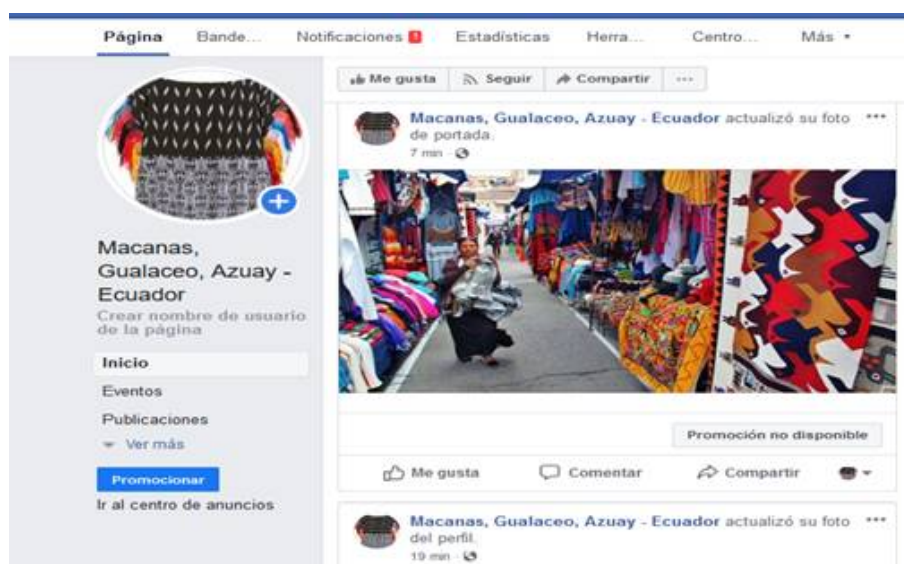 Página Bande... Notificaciones ! Estadísticas Herra... Centro... Más
Me gusta Seguir Compartir ...
Macanas,
Gualaceo, Azuay -
Ecuador
Crear nombre de usuario
de la página
Inicio
Eventos
Publicaciones
Ver más
Promocionar
Ir al centro de anuncios
Macanas, Gualaceo, Azuay - Ecuador actualizó su foto
de portada.
7 min ·
Promoción no disponible
Me gusta Comentar Compartir
Macanas, Gualaceo, Azuay - Ecuador actualizó su foto
del perfil.
19 min ·